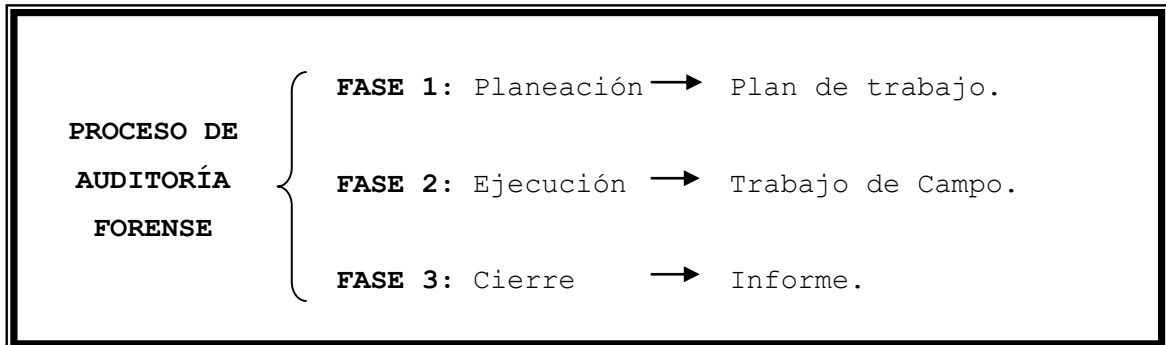 PROCESO DE
AUDITORÍA
FORENSE
FASE 1: Planeación → Plan de trabajo.
FASE 2: Ejecución → Trabajo de Campo.
FASE 3: Cierre → Informe.